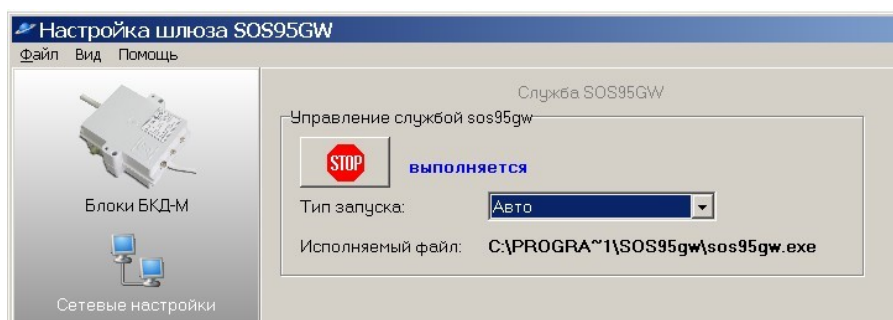 Настройка шлюза SOS95GW
Файл Вид Помощь
Служба SOS95GW
Управление службой sos95gw
STOP
выполняется
Блоки БКД-М
Тип запуска: Авто
Исполняемый файл: C:\PROGRA~1\SOS95gw\sos95gw.exe
Сетевые настройки